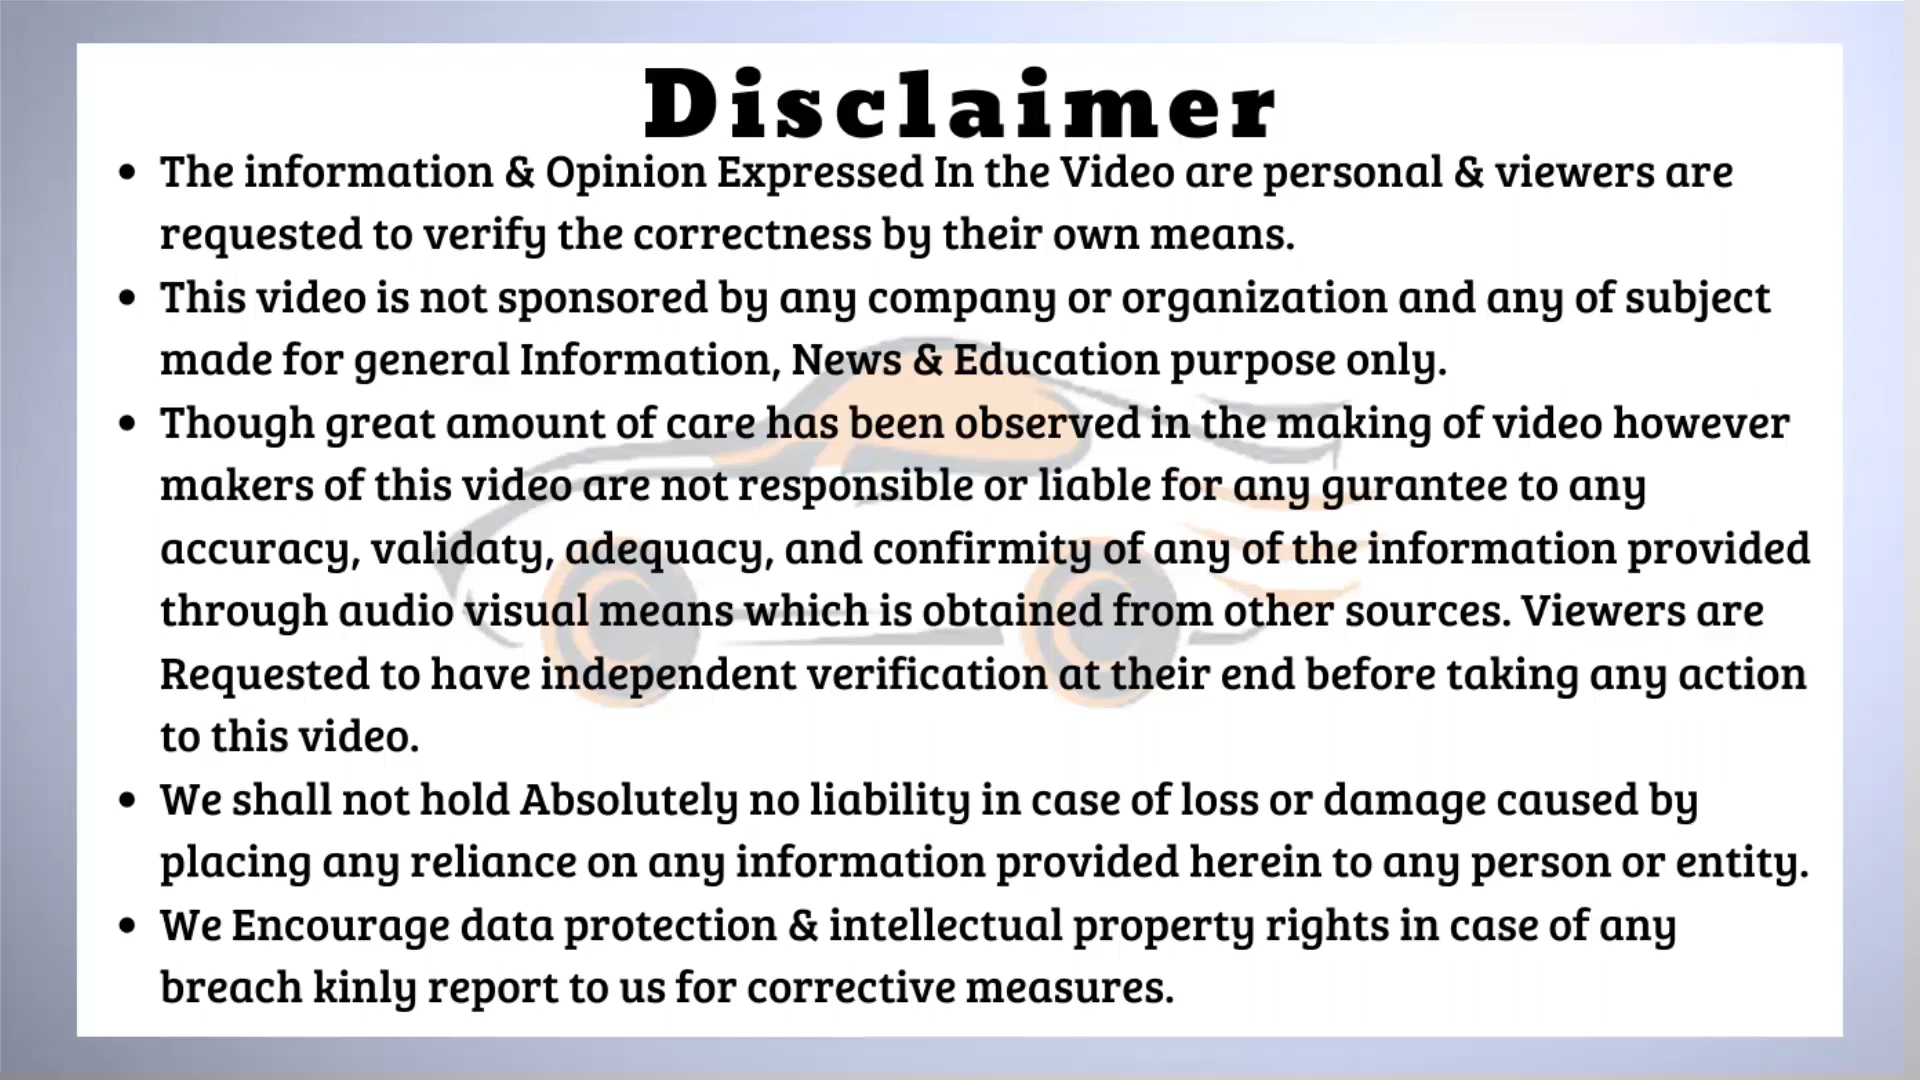 Disclaimer
• The information & Opinion Expressed In the Video are personal & viewers are
requested to verify the correctness by their own means.
• This video is not sponsored by any company or organization and any of subject
made for general Information, News & Education purpose only.
• Though great amount of care has been observed in the making of video however
makers of this video are not responsible or liable for any gurantee to any
accuracy, validaty, adequacy, and confirmity of any of the information provided
through audio visual means which is obtained from other sources. Viewers are
Requested to have independent verification at their end before taking any action
to this video.
• We shall not hold Absolutely no liability in case of loss or damage caused by
placing any reliance on any information provided herein to any person or entity.
• We Encourage data protection & intellectual property rights in case of any
breach kinly report to us for corrective measures.